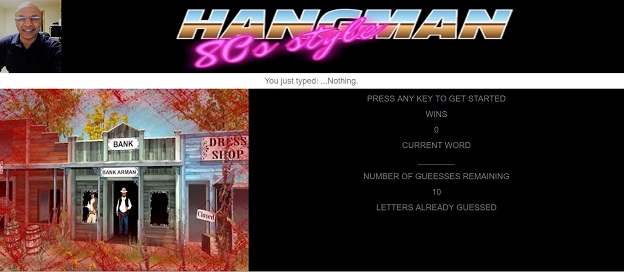 HANGMAN
80s style
You just typed: ...Nothing.
BANK
BANK ARMAN
DRESS
SHOP
Closed
PRESS ANY KEY TO GET STARTED
WINS
0
CURRENT WORD
________
NUMBER OF GUEESSES REMAINING
10
LETTERS ALREADY GUESSED